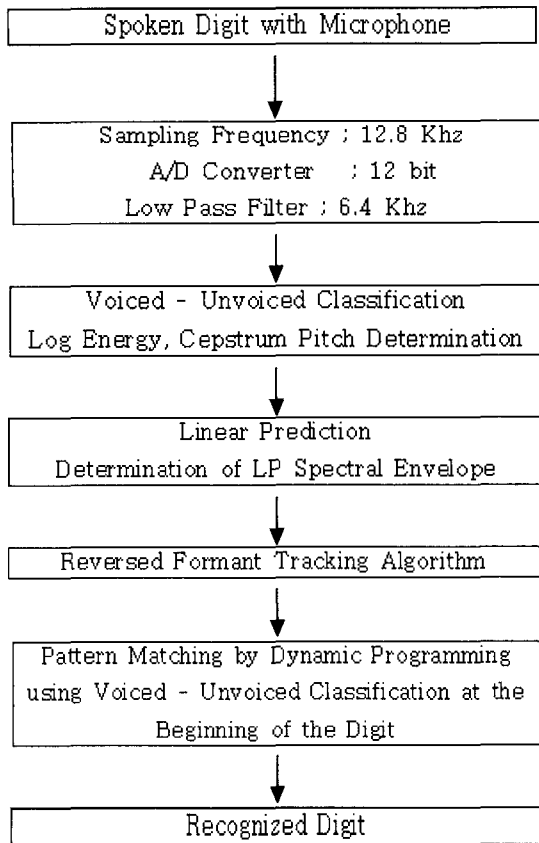 Spoken Digit with Microphone
Sampling Frequency ; 12.8 Khz
A/D Converter ; 12 bit
Low Pass Filter ; 6.4 Khz
Voiced - Unvoiced Classification
Log Energy, Cepstrum Pitch Determination
Linear Prediction
Determination of LP Spectral Envelope
Reversed Formant Tracking Algorithm
Pattern Matching by Dynamic Programming
using Voiced - Unvoiced Classification at the
Beginning of the Digit
Recognized Digit